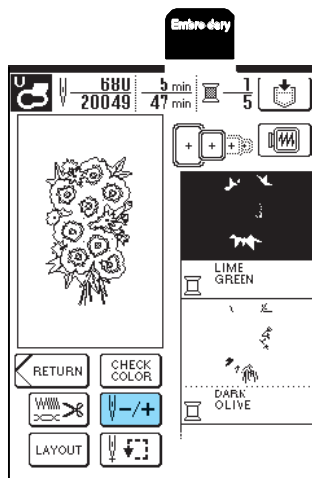 Embroidery
U
680 5 min 1
20049 47 min 5
LIME
GREEN
RETURN
CHECK
COLOR
-/+
DARK
OLIVE
LAYOUT